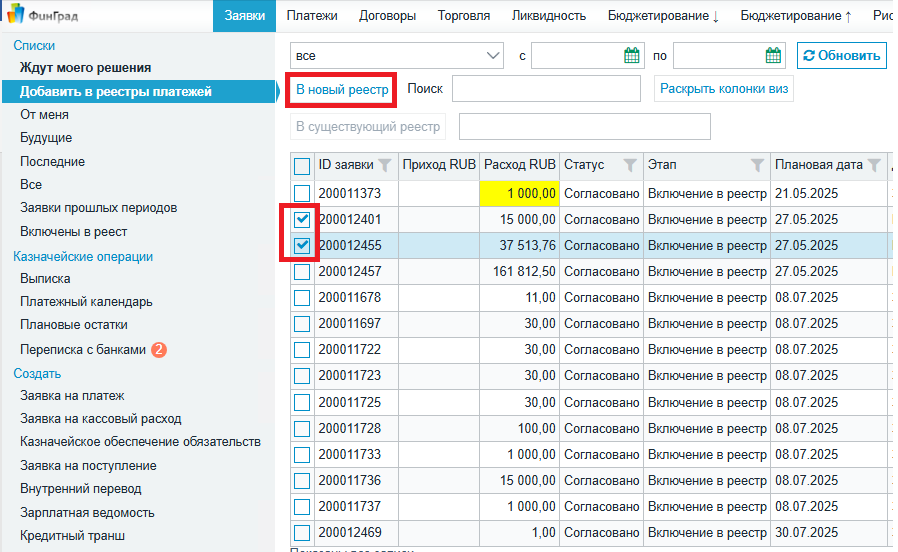 ФинГрад Заявки Платежи Договоры Торговля Ликвидность Бюджетирование ↓ Бюджетирование ↑
Списки
Ждут моего решения
Добавить в реестры платежей
От меня
Будущие
Последние
Все
Заявки прошлых периодов
Включены в реест
Казначейские операции
Выписка
Платежный календарь
Плановые остатки
Переписка с банками 2
Создать
Заявка на платеж
Заявка на кассовый расход
Казначейское обеспечение обязательств
Заявка на поступление
Внутренний перевод
Зарплатная ведомость
Кредитный транш
все с по Обновить
В новый реестр Поиск Раскрыть колонки виз
В существующий реестр
ID заявки Приход RUB Расход RUB Статус Этап Плановая дата
200011373 1 000,00 Согласовано Включение в реестр 21.05.2025
200012401 15 000,00 Согласовано Включение в реестр 27.05.2025
200012455 37 513,76 Согласовано Включение в реестр 27.05.2025
200012457 161 812,50 Согласовано Включение в реестр 27.05.2025
200011678 11,00 Согласовано Включение в реестр 08.07.2025
200011697 30,00 Согласовано Включение в реестр 08.07.2025
200011722 30,00 Согласовано Включение в реестр 08.07.2025
200011723 30,00 Согласовано Включение в реестр 08.07.2025
200011725 30,00 Согласовано Включение в реестр 08.07.2025
200011728 100,00 Согласовано Включение в реестр 08.07.2025
200011733 1 000,00 Согласовано Включение в реестр 08.07.2025
200011736 15 000,00 Согласовано Включение в реестр 08.07.2025
200011737 1 000,00 Согласовано Включение в реестр 08.07.2025
200012469 1,00 Согласовано Включение в реестр 30.07.2025